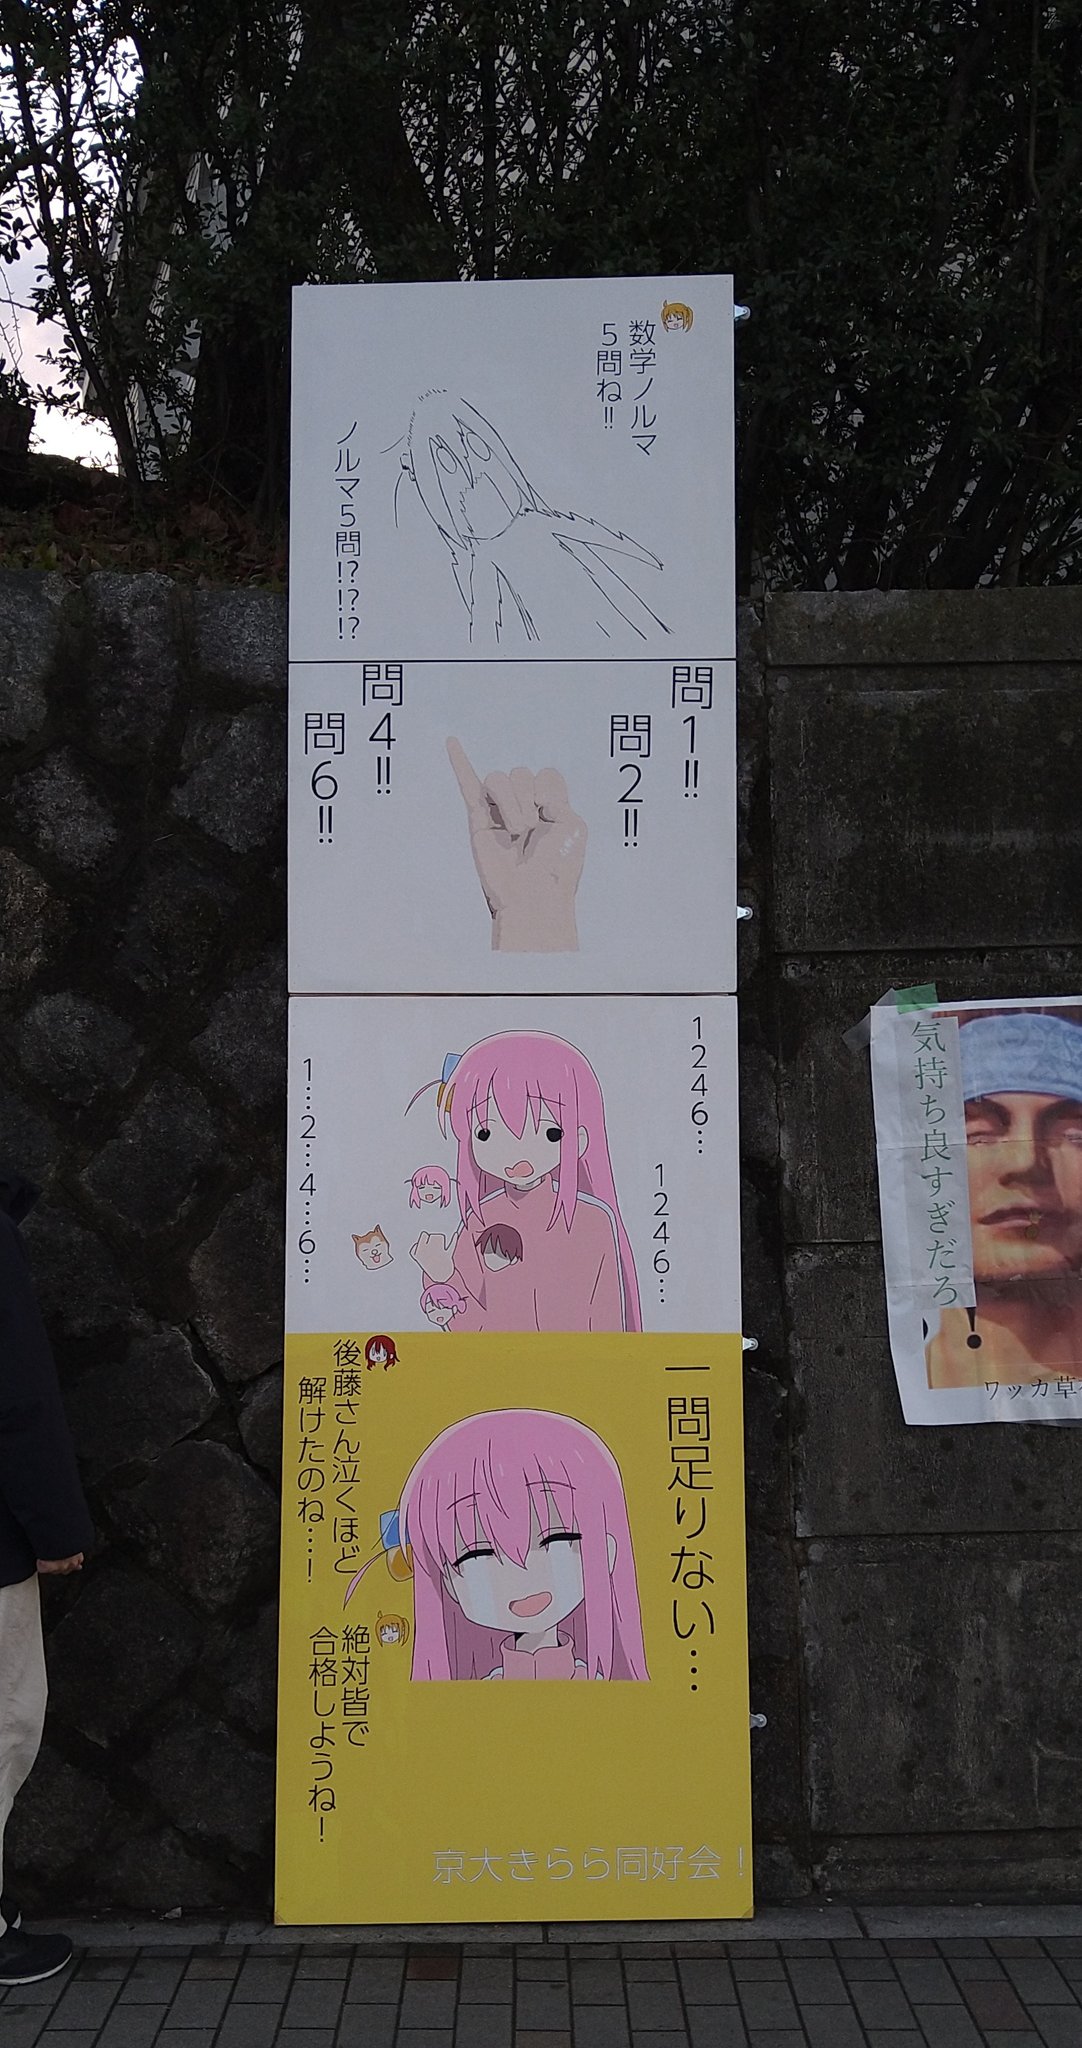 数学ノルマ
5問ね!!
ノルマ5問!?!?!?
問1!!
問2!!
問4!!
問6!!
1246…
1246…
1…2…4…6…
一問足りない…
後藤さん泣くほど
解けたのね…！
絶対皆で
合格しようね！
京大きらら同好会！
気持ち良すぎだろ
！
ワッカ草